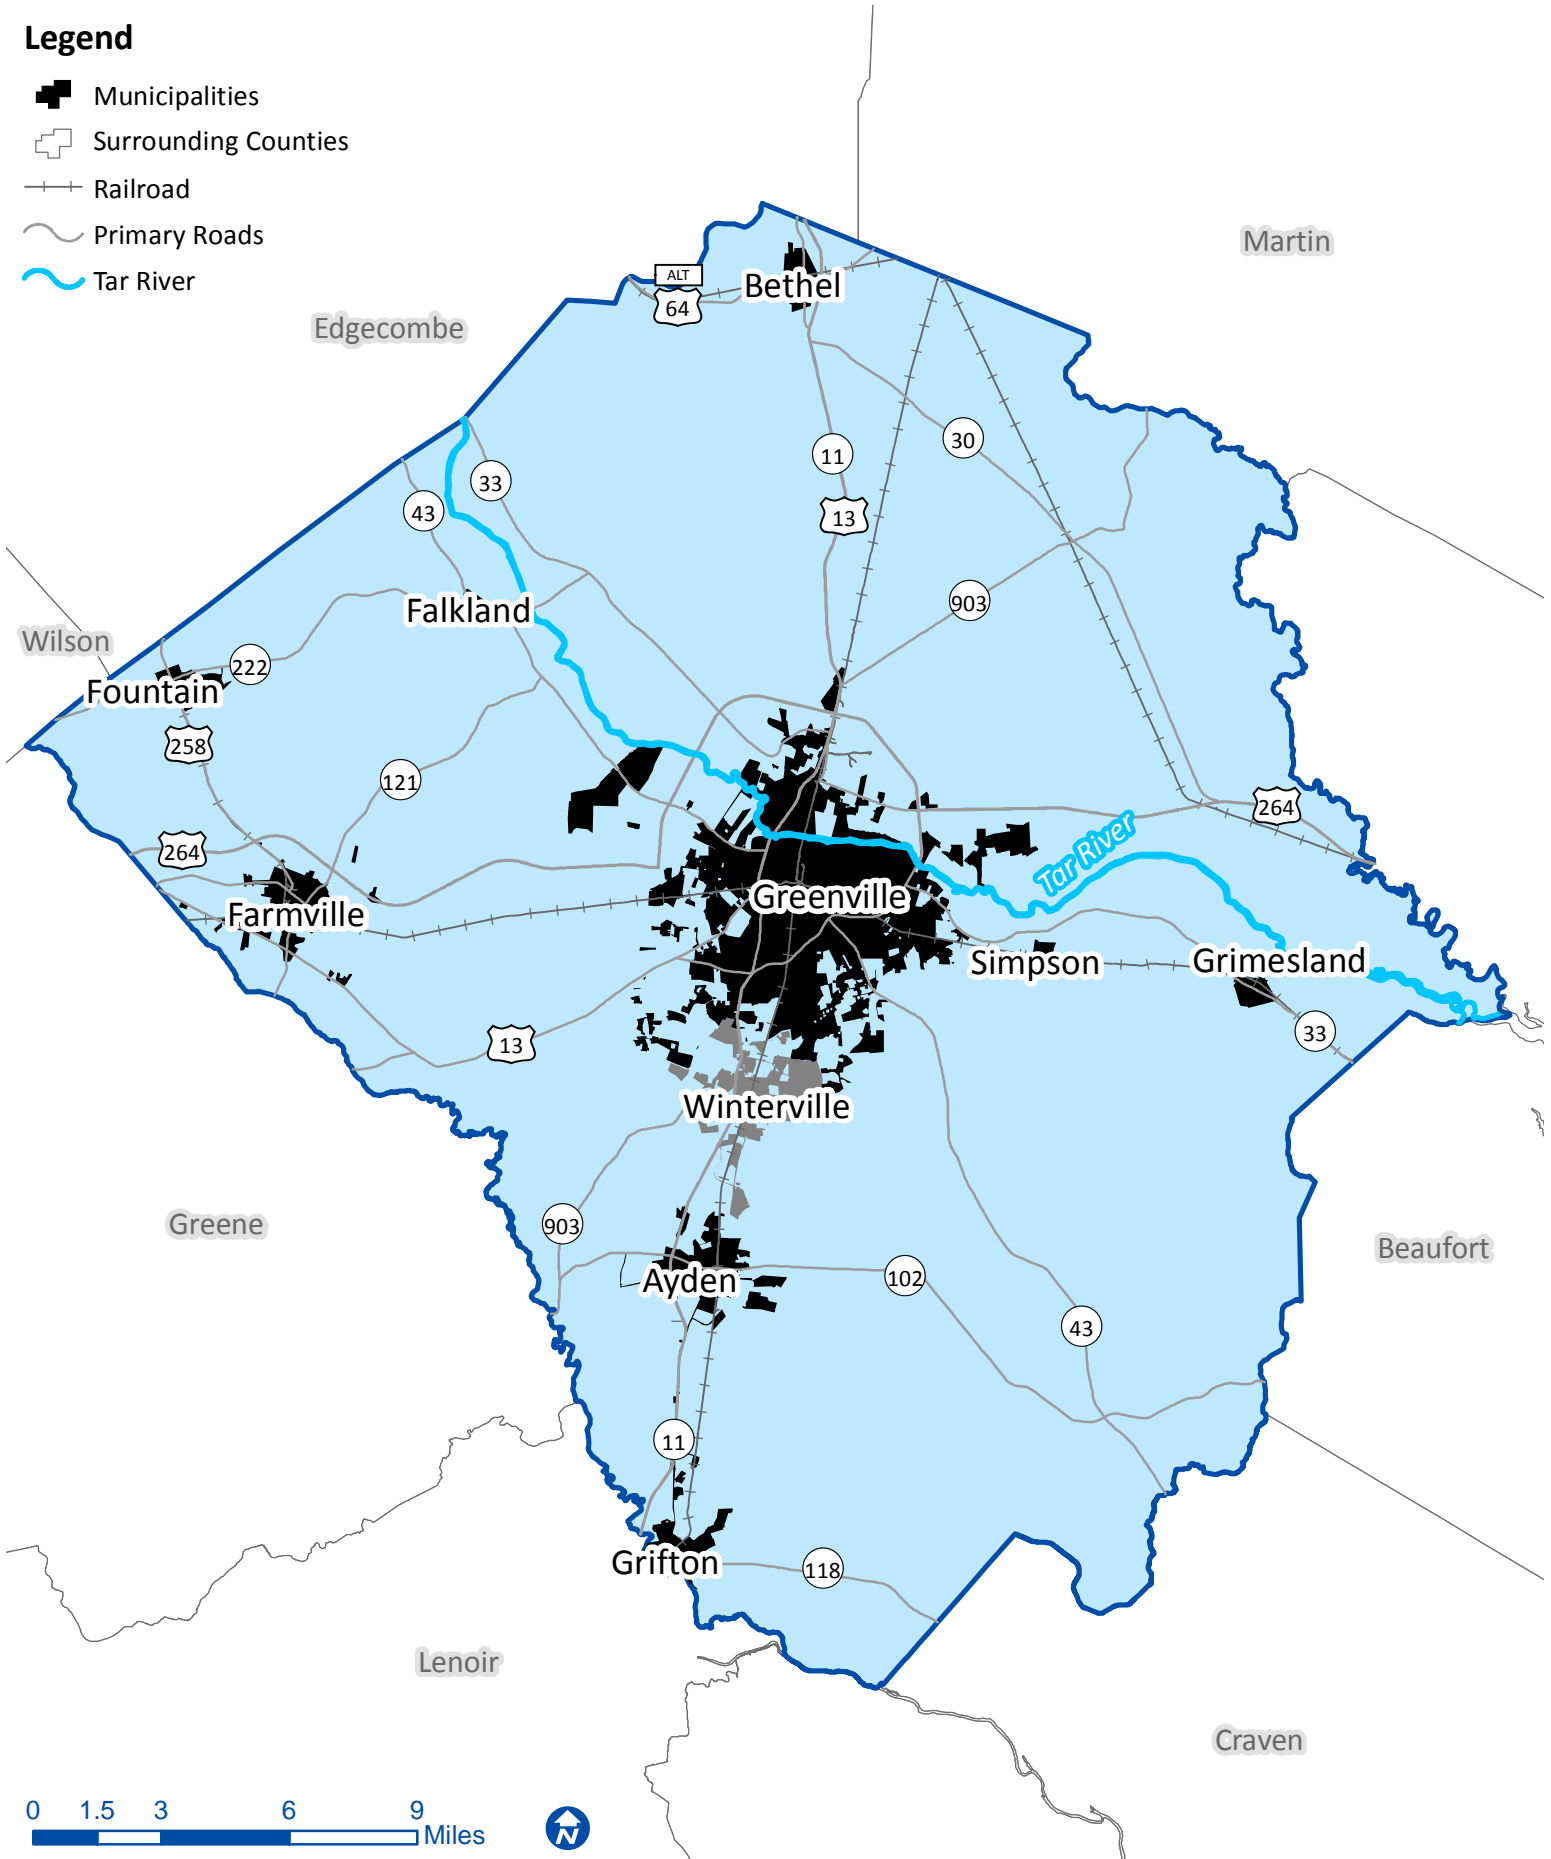 Legend
Municipalities
Surrounding Counties
Railroad
Primary Roads
Tar River
Martin
ALT
64
Bethel
Edgecombe
30
11
33
43
13
903
Falkland
Wilson
222
Fountain
258
121
264
264
Tar River
Greenville
Farmville
Simpson
Grimesland
33
13
Winterville
903
Greene
Beaufort
102
Ayden
43
11
Grifton
118
Lenoir
Craven
0 1.5 3 6 9
Miles
N